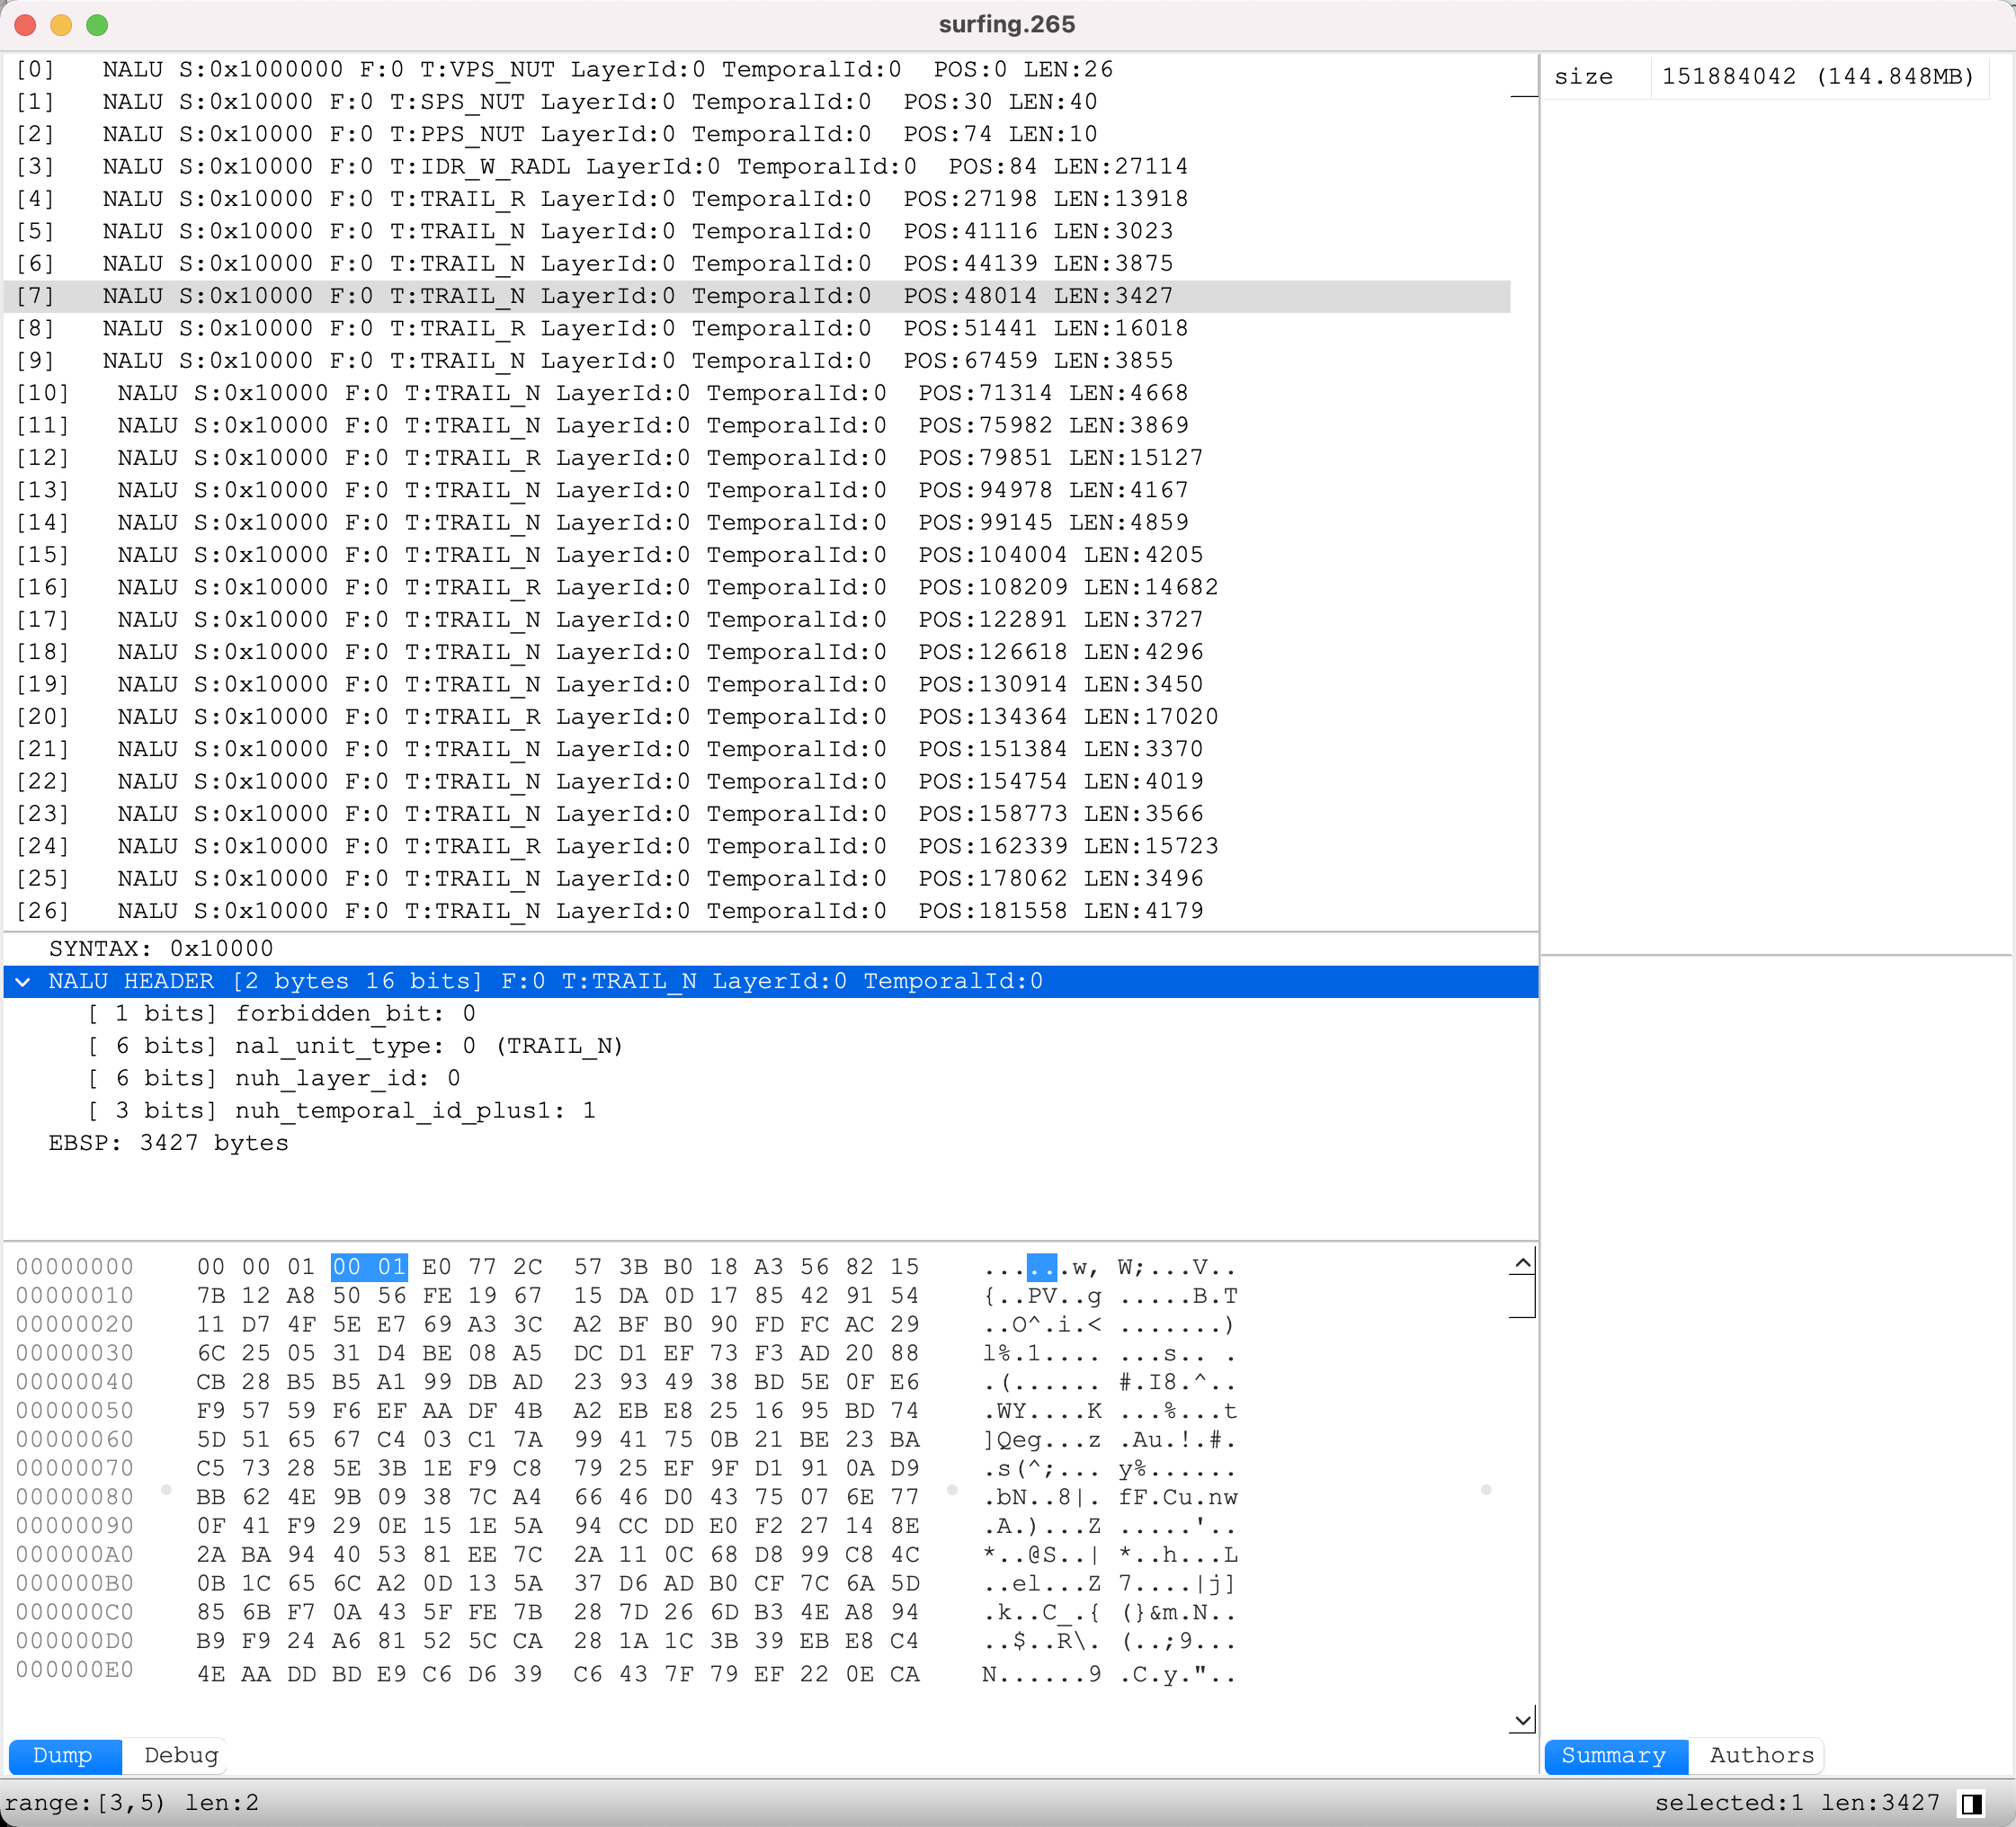 surfing.265
[0] NALU S:0x1000000 F:0 T:VPS_NUT LayerId:0 TemporalId:0 POS:0 LEN:26
[1] NALU S:0x10000 F:0 T:SPS_NUT LayerId:0 TemporalId:0 POS:30 LEN:40
[2] NALU S:0x10000 F:0 T:PPS_NUT LayerId:0 TemporalId:0 POS:74 LEN:10
[3] NALU S:0x10000 F:0 T:IDR_W_RADL LayerId:0 TemporalId:0 POS:84 LEN:27114
[4] NALU S:0x10000 F:0 T:TRAIL_R LayerId:0 TemporalId:0 POS:27198 LEN:13918
[5] NALU S:0x10000 F:0 T:TRAIL_N LayerId:0 TemporalId:0 POS:41116 LEN:3023
[6] NALU S:0x10000 F:0 T:TRAIL_N LayerId:0 TemporalId:0 POS:44139 LEN:3875
[7] NALU S:0x10000 F:0 T:TRAIL_N LayerId:0 TemporalId:0 POS:48014 LEN:3427
[8] NALU S:0x10000 F:0 T:TRAIL_R LayerId:0 TemporalId:0 POS:51441 LEN:16018
[9] NALU S:0x10000 F:0 T:TRAIL_N LayerId:0 TemporalId:0 POS:67459 LEN:3855
[10] NALU S:0x10000 F:0 T:TRAIL_N LayerId:0 TemporalId:0 POS:71314 LEN:4668
[11] NALU S:0x10000 F:0 T:TRAIL_N LayerId:0 TemporalId:0 POS:75982 LEN:3869
[12] NALU S:0x10000 F:0 T:TRAIL_R LayerId:0 TemporalId:0 POS:79851 LEN:15127
[13] NALU S:0x10000 F:0 T:TRAIL_N LayerId:0 TemporalId:0 POS:94978 LEN:4167
[14] NALU S:0x10000 F:0 T:TRAIL_N LayerId:0 TemporalId:0 POS:99145 LEN:4859
[15] NALU S:0x10000 F:0 T:TRAIL_N LayerId:0 TemporalId:0 POS:104004 LEN:4205
[16] NALU S:0x10000 F:0 T:TRAIL_R LayerId:0 TemporalId:0 POS:108209 LEN:14682
[17] NALU S:0x10000 F:0 T:TRAIL_N LayerId:0 TemporalId:0 POS:122891 LEN:3727
[18] NALU S:0x10000 F:0 T:TRAIL_N LayerId:0 TemporalId:0 POS:126618 LEN:4296
[19] NALU S:0x10000 F:0 T:TRAIL_N LayerId:0 TemporalId:0 POS:130914 LEN:3450
[20] NALU S:0x10000 F:0 T:TRAIL_R LayerId:0 TemporalId:0 POS:134364 LEN:17020
[21] NALU S:0x10000 F:0 T:TRAIL_N LayerId:0 TemporalId:0 POS:151384 LEN:3370
[22] NALU S:0x10000 F:0 T:TRAIL_N LayerId:0 TemporalId:0 POS:154754 LEN:4019
[23] NALU S:0x10000 F:0 T:TRAIL_N LayerId:0 TemporalId:0 POS:158773 LEN:3566
[24] NALU S:0x10000 F:0 T:TRAIL_R LayerId:0 TemporalId:0 POS:162339 LEN:15723
[25] NALU S:0x10000 F:0 T:TRAIL_N LayerId:0 TemporalId:0 POS:178062 LEN:3496
[26] NALU S:0x10000 F:0 T:TRAIL_N LayerId:0 TemporalId:0 POS:181558 LEN:4179
size 151884042 (144.848MB)
SYNTAX: 0x10000
NALU HEADER [2 bytes 16 bits] F:0 T:TRAIL_N LayerId:0 TemporalId:0
[ 1 bits] forbidden_bit: 0
[ 6 bits] nal_unit_type: 0 (TRAIL_N)
[ 6 bits] nuh_layer_id: 0
[ 3 bits] nuh_temporal_id_plus1: 1
EBSP: 3427 bytes
00000000 00 00 01 00 01 E0 77 2C 57 3B B0 18 A3 56 82 15 ......w, W;...V..
00000010 7B 12 A8 50 56 FE 19 67 15 DA 0D 17 85 42 91 54 {..PV..g .....B.T
00000020 11 D7 4F 5E E7 69 A3 3C A2 BF B0 90 FD FC AC 29 ..O^.i.< .......)
00000030 6C 25 05 31 D4 BE 08 A5 DC D1 EF 73 F3 AD 20 88 l%.1.... ...s.. .
00000040 CB 28 B5 B5 A1 99 DB AD 23 93 49 38 BD 5E 0F E6 .(...... #.I8.^..
00000050 F9 57 59 F6 EF AA DF 4B A2 EB E8 25 16 95 BD 74 .WY....K ...%...t
00000060 5D 51 65 67 C4 03 C1 7A 99 41 75 0B 21 BE 23 BA ]Qeg...z .Au.!.#.
00000070 C5 73 28 5E 3B 1E F9 C8 79 25 EF 9F D1 91 0A D9 .s(^;... y%......
00000080 BB 62 4E 9B 09 38 7C A4 66 46 D0 43 75 07 6E 77 .bN..8|. fF.Cu.nw
00000090 0F 41 F9 29 0E 15 1E 5A 94 CC DD E0 F2 27 14 8E .A.)...Z .....'..
000000A0 2A BA 94 40 53 81 EE 7C 2A 11 0C 68 D8 99 C8 4C *..@S..| *..h...L
000000B0 0B 1C 65 6C A2 0D 13 5A 37 D6 AD B0 CF 7C 6A 5D ..el...Z 7....|j]
000000C0 85 6B F7 0A 43 5F FE 7B 28 7D 26 6D B3 4E A8 94 .k..C_.{ (}&m.N..
000000D0 B9 F9 24 A6 81 52 5C CA 28 1A 1C 3B 39 EB E8 C4 ..$..R\. (..;9...
000000E0 4E AA DD BD E9 C6 D6 39 C6 43 7F 79 EF 22 0E CA N......9 .C.y."..
Dump Debug
Summary Authors
range:[3,5) len:2
selected:1 len:3427